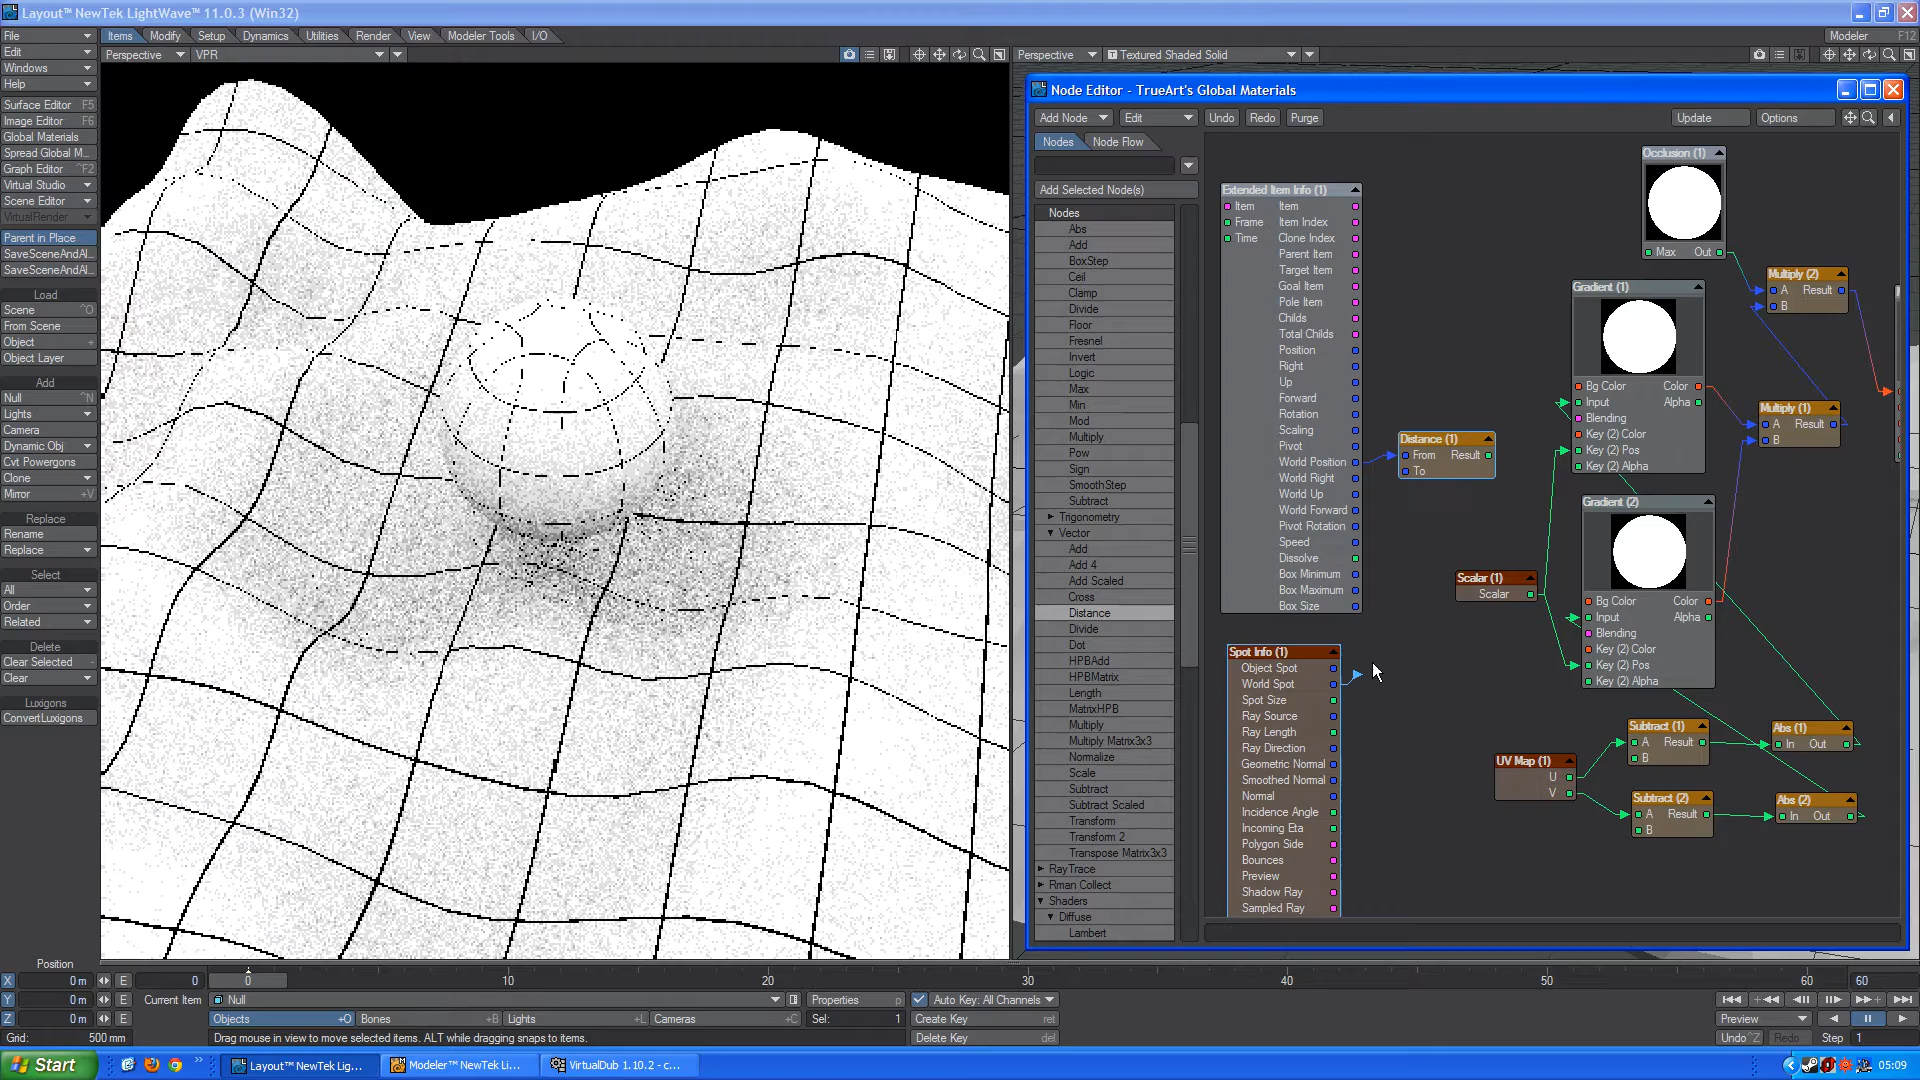 Layout™ NewTek LightWave™ 11.0.3 (Win32)
File
Items
Modify
Setup
Dynamics
Utilities
Render
View
Modeler Tools
I/O
Modeler F12
Edit
Windows
Help
Perspective
VPR
Perspective
Textured Shaded Solid
Surface Editor F5
Image Editor F6
Global Materials
Spread Global M...
Graph Editor ^F2
Virtual Studio
Scene Editor
VirtualRender
Parent in Place
SaveSceneAndAl...
SaveSceneAndAl...
Load
Scene ^O
From Scene
Object +
Object Layer
Add
Null ^N
Lights
Camera
Dynamic Obj
Cvt Powergons
Clone
Mirror +V
Replace
Rename
Replace
Select
All
Order
Related
Delete
Clear Selected -
Clear
Luxigons
ConvertLuxigons
Node Editor - TrueArt's Global Materials
Add Node
Edit
Undo
Redo
Purge
Update
Options
Nodes
Node Flow
Add Selected Node(s)
Nodes
Abs
Add
BoxStep
Ceil
Clamp
Divide
Floor
Fresnel
Invert
Logic
Max
Min
Mod
Multiply
Pow
Sign
SmoothStep
Subtract
Trigonometry
Vector
Add
Add 4
Add Scaled
Cross
Distance
Divide
Dot
HPBAdd
HPBMatrix
Length
MatrixHPB
Multiply
Multiply Matrix3x3
Normalize
Scale
Subtract
Subtract Scaled
Transform
Transform 2
Transpose Matrix3x3
RayTrace
Rman Collect
Shaders
Diffuse
Lambert
Extended Item Info (1)
Item Item
Frame Item Index
Time Clone Index
Parent Item
Target Item
Goal Item
Pole Item
Childs
Total Childs
Position
Right
Up
Forward
Rotation
Scaling
Pivot
World Position
World Right
World Up
World Forward
Pivot Rotation
Speed
Dissolve
Box Minimum
Box Maximum
Box Size
Spot Info (1)
Object Spot
World Spot
Spot Size
Ray Source
Ray Length
Ray Direction
Geometric Normal
Smoothed Normal
Normal
Incidence Angle
Incoming Eta
Polygon Side
Bounces
Preview
Shadow Ray
Sampled Ray
Distance (1)
From Result
To
Scalar (1)
Scalar
Occlusion (1)
Max Out
Multiply (2)
A Result
B
Gradient (1)
Bg Color Color
Input Alpha
Blending
Key (2) Color
Key (2) Pos
Key (2) Alpha
Multiply (1)
A Result
B
Gradient (2)
Bg Color Color
Input Alpha
Blending
Key (2) Color
Key (2) Pos
Key (2) Alpha
UV Map (1)
U
V
Subtract (1)
A Result
B
Abs (1)
In Out
Subtract (2)
A Result
B
Abs (2)
In Out
Position
X 0 m E
Y 0 m E
Z 0 m E
Grid: 500 mm
0 0 10 20 30 40 50 60 60
Current Item Null
Properties p
Auto Key: All Channels
Objects +O
Bones +B
Lights +L
Cameras +C
Sel: 1
Create Key ret
Preview
Drag mouse in view to move selected items. ALT while dragging snaps to items.
Delete Key del
Undo ^Z
Redo
Step 1
Start
Layout™ NewTek Lig...
Modeler™ NewTek Li...
VirtualDub 1.10.2 - c...
05:09